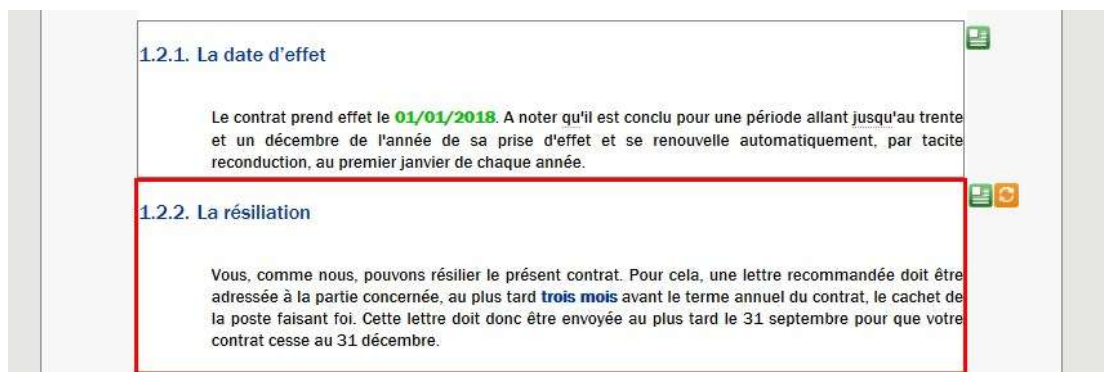 1.2.1. La date d'effet
Le contrat prend effet le 01/01/2018. A noter qu'il est conclu pour une période allant jusqu'au trente
et un décembre de l'année de sa prise d'effet et se renouvelle automatiquement, par tacite
reconduction, au premier janvier de chaque année.
1.2.2. La résiliation
Vous, comme nous, pouvons résilier le présent contrat. Pour cela, une lettre recommandée doit être
adressée à la partie concernée, au plus tard trois mois avant le terme annuel du contrat, le cachet de
la poste faisant foi. Cette lettre doit donc être envoyée au plus tard le 31 septembre pour que votre
contrat cesse au 31 décembre.